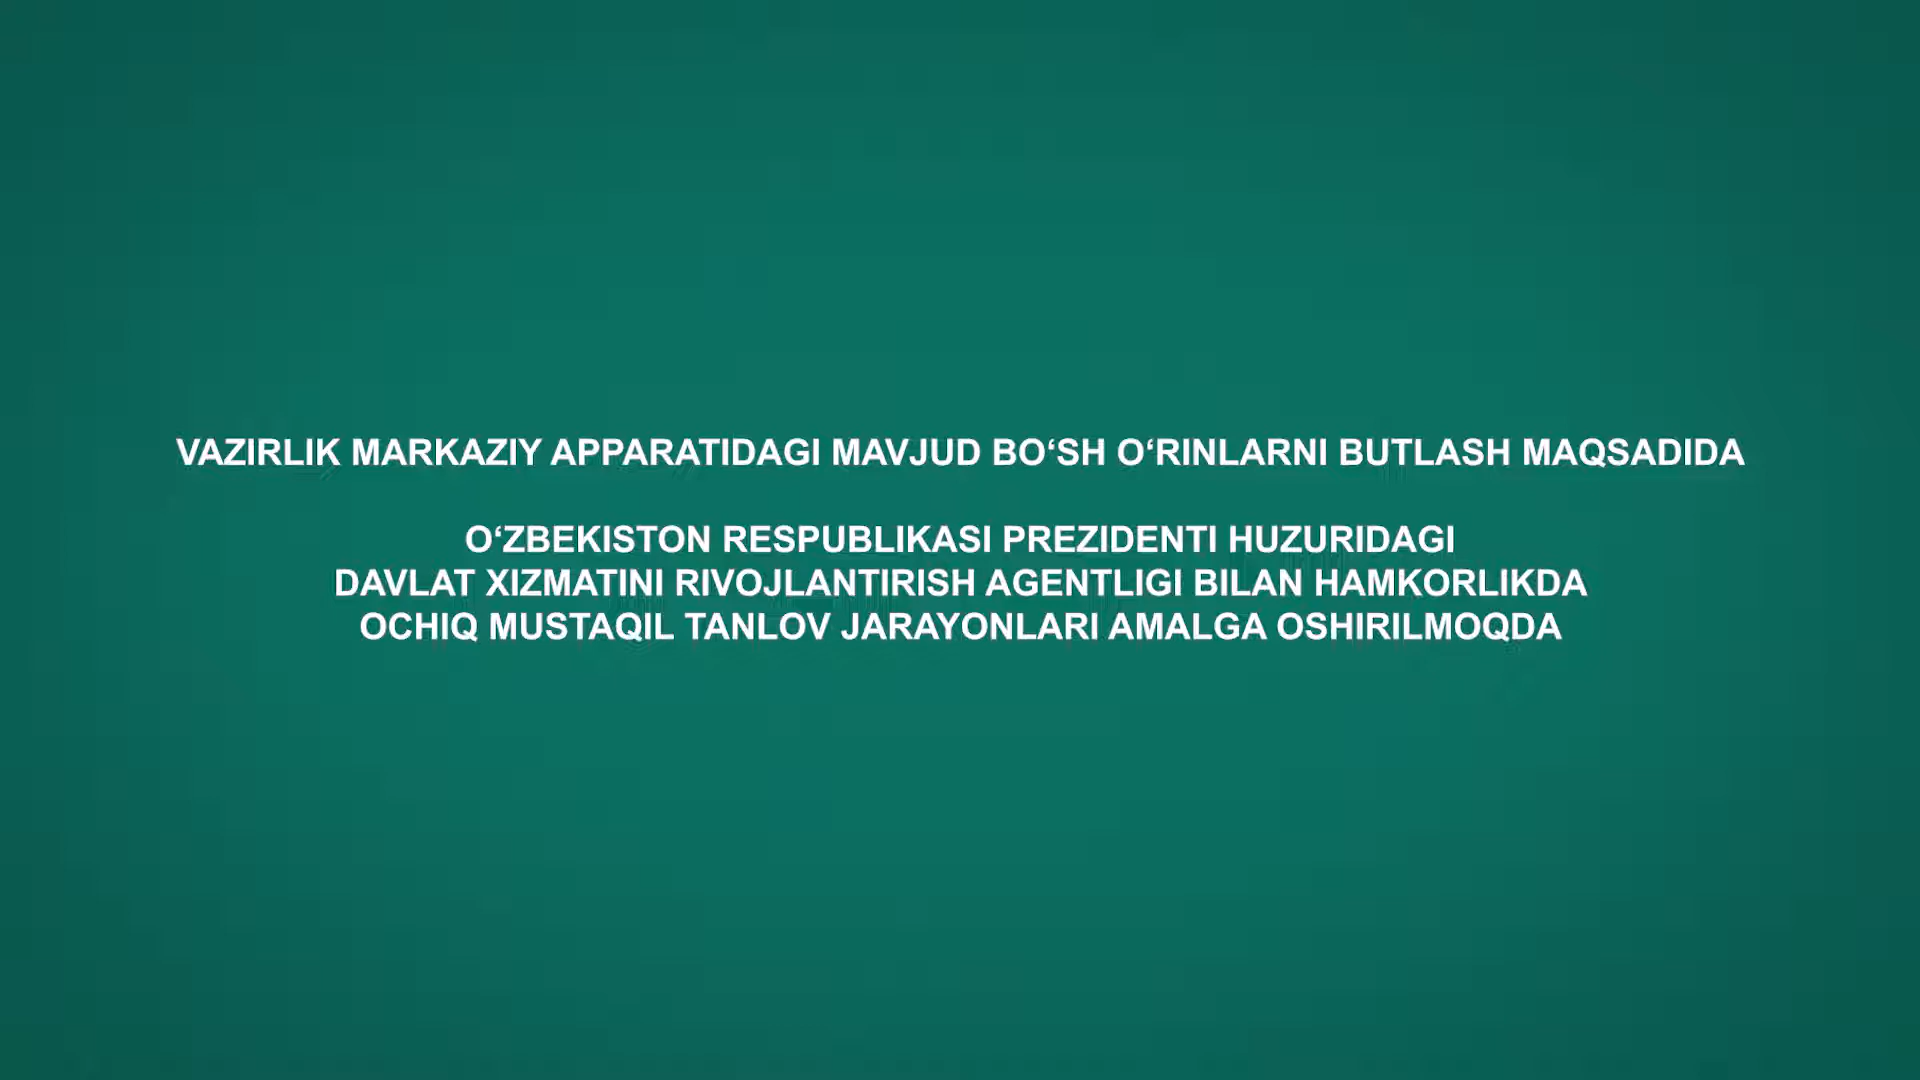 VAZIRLIK MARKAZIY APPARATIDAGI MAVJUD BO‘SH O‘RINLARNI BUTLASH MAQSADIDA
O‘ZBEKISTON RESPUBLIKASI PREZIDENTI HUZURIDAGI
DAVLAT XIZMATINI RIVOJLANTIRISH AGENTLIGI BILAN HAMKORLIKDA
OCHIQ MUSTAQIL TANLOV JARAYONLARI AMALGA OSHIRILMOQDA